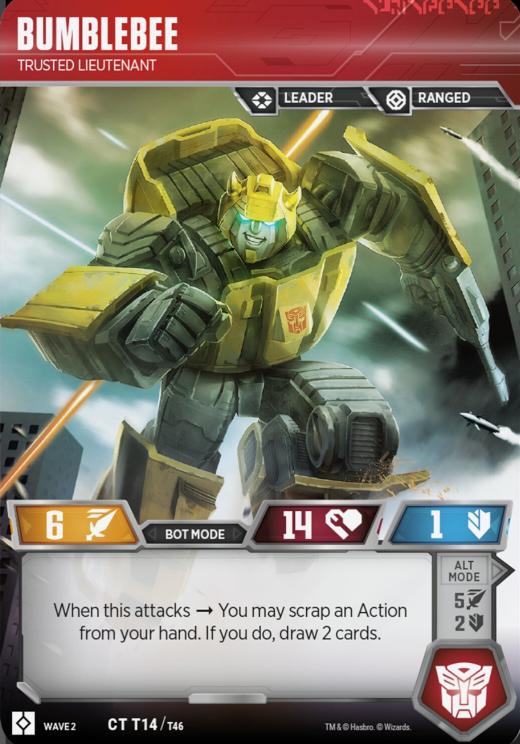 BUMBLEBEE
TRUSTED LIEUTENANT
LEADER RANGED
6 BOT MODE 14 1
ALT
MODE
5
2
When this attacks → You may scrap an Action
from your hand. If you do, draw 2 cards.
WAVE 2 CT T14/T46 TM & © Hasbro. © Wizards.